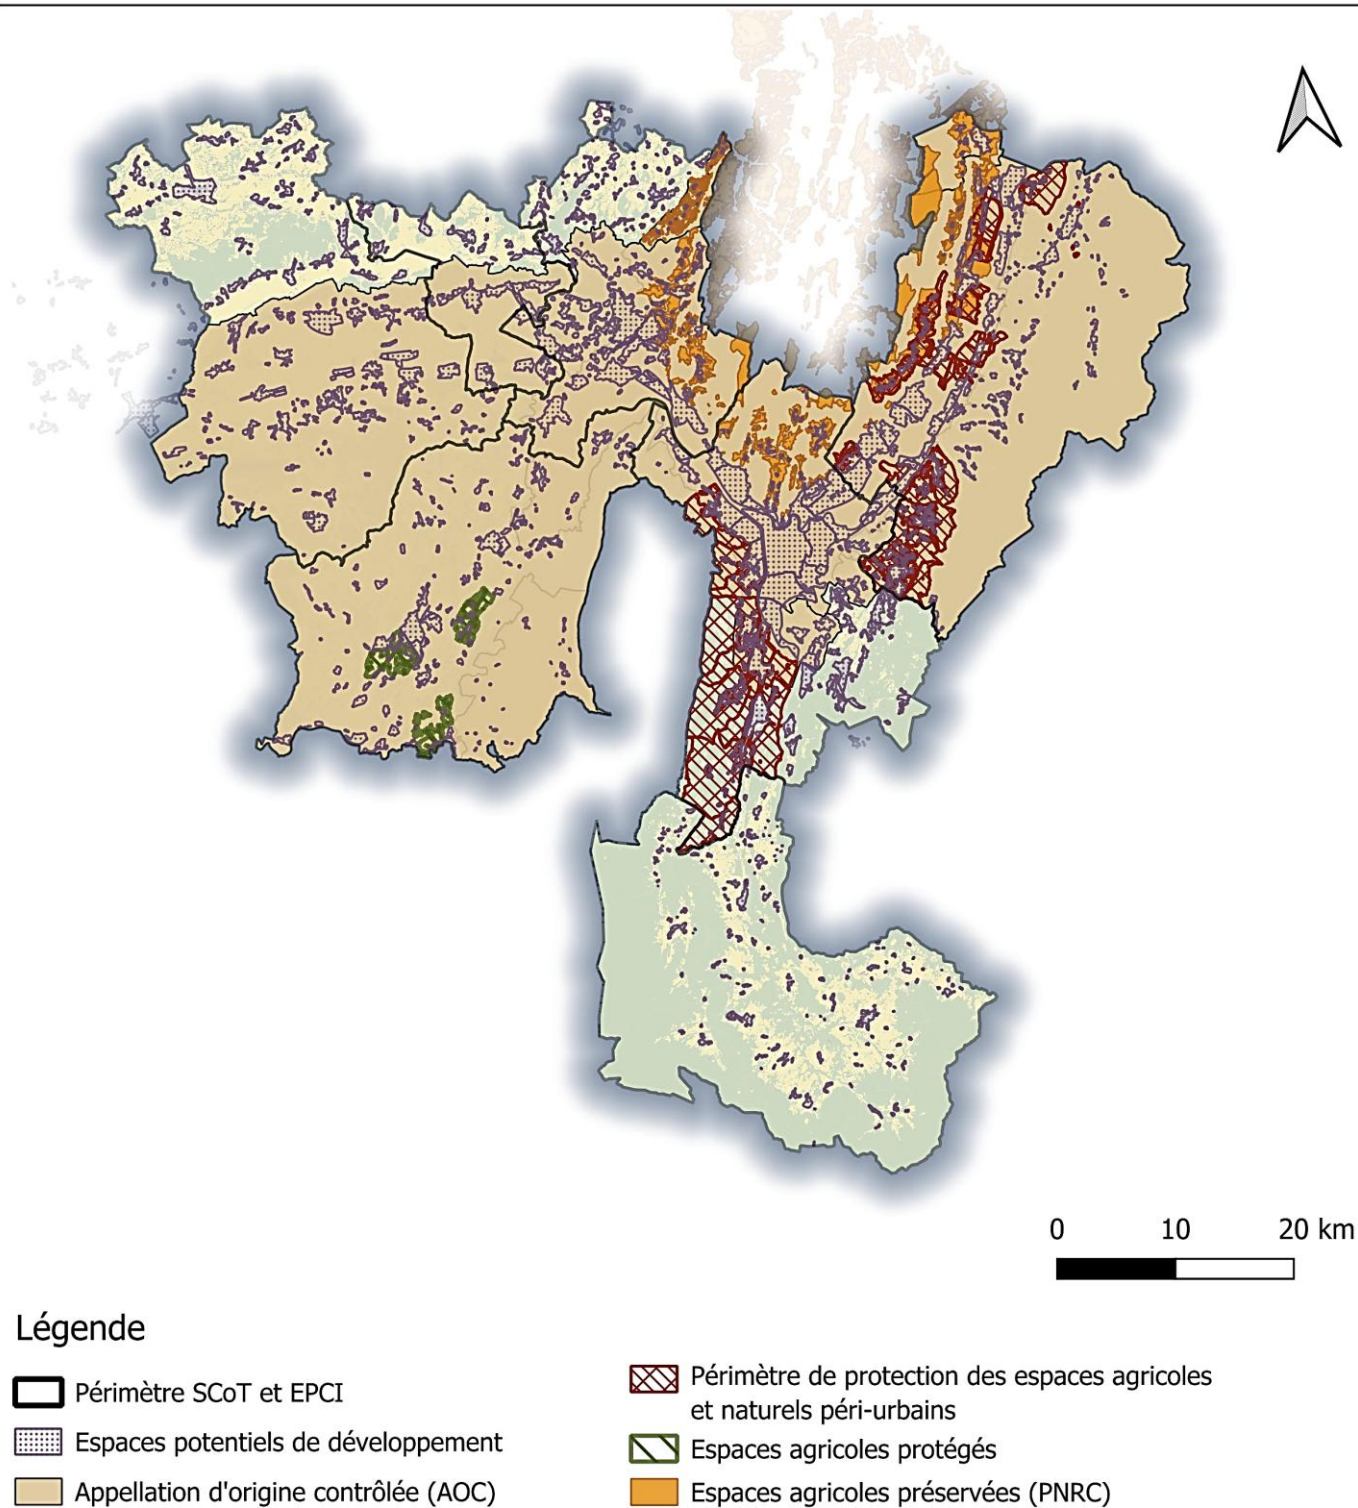 0 10 20 km
Légende
Périmètre SCoT et EPCI
Espaces potentiels de développement
Appellation d'origine contrôlée (AOC)
Périmètre de protection des espaces agricoles
et naturels péri-urbains
Espaces agricoles protégés
Espaces agricoles préservées (PNRC)